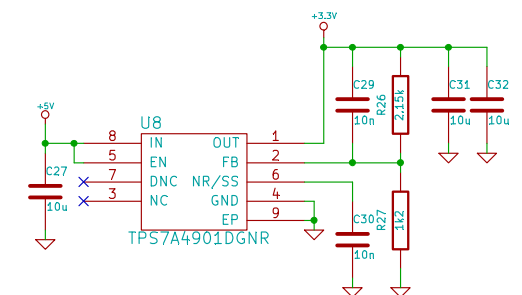 +3.3V
+5V
U8
C29
10n
R26
2.15k
C31
10u
C32
10u
C27
10u
8 IN OUT 1
5 EN FB 2
7 DNC NR/SS 6
3 NC GND 4
EP 9
TPS7A4901DGNR
C30
10n
R27
1k2